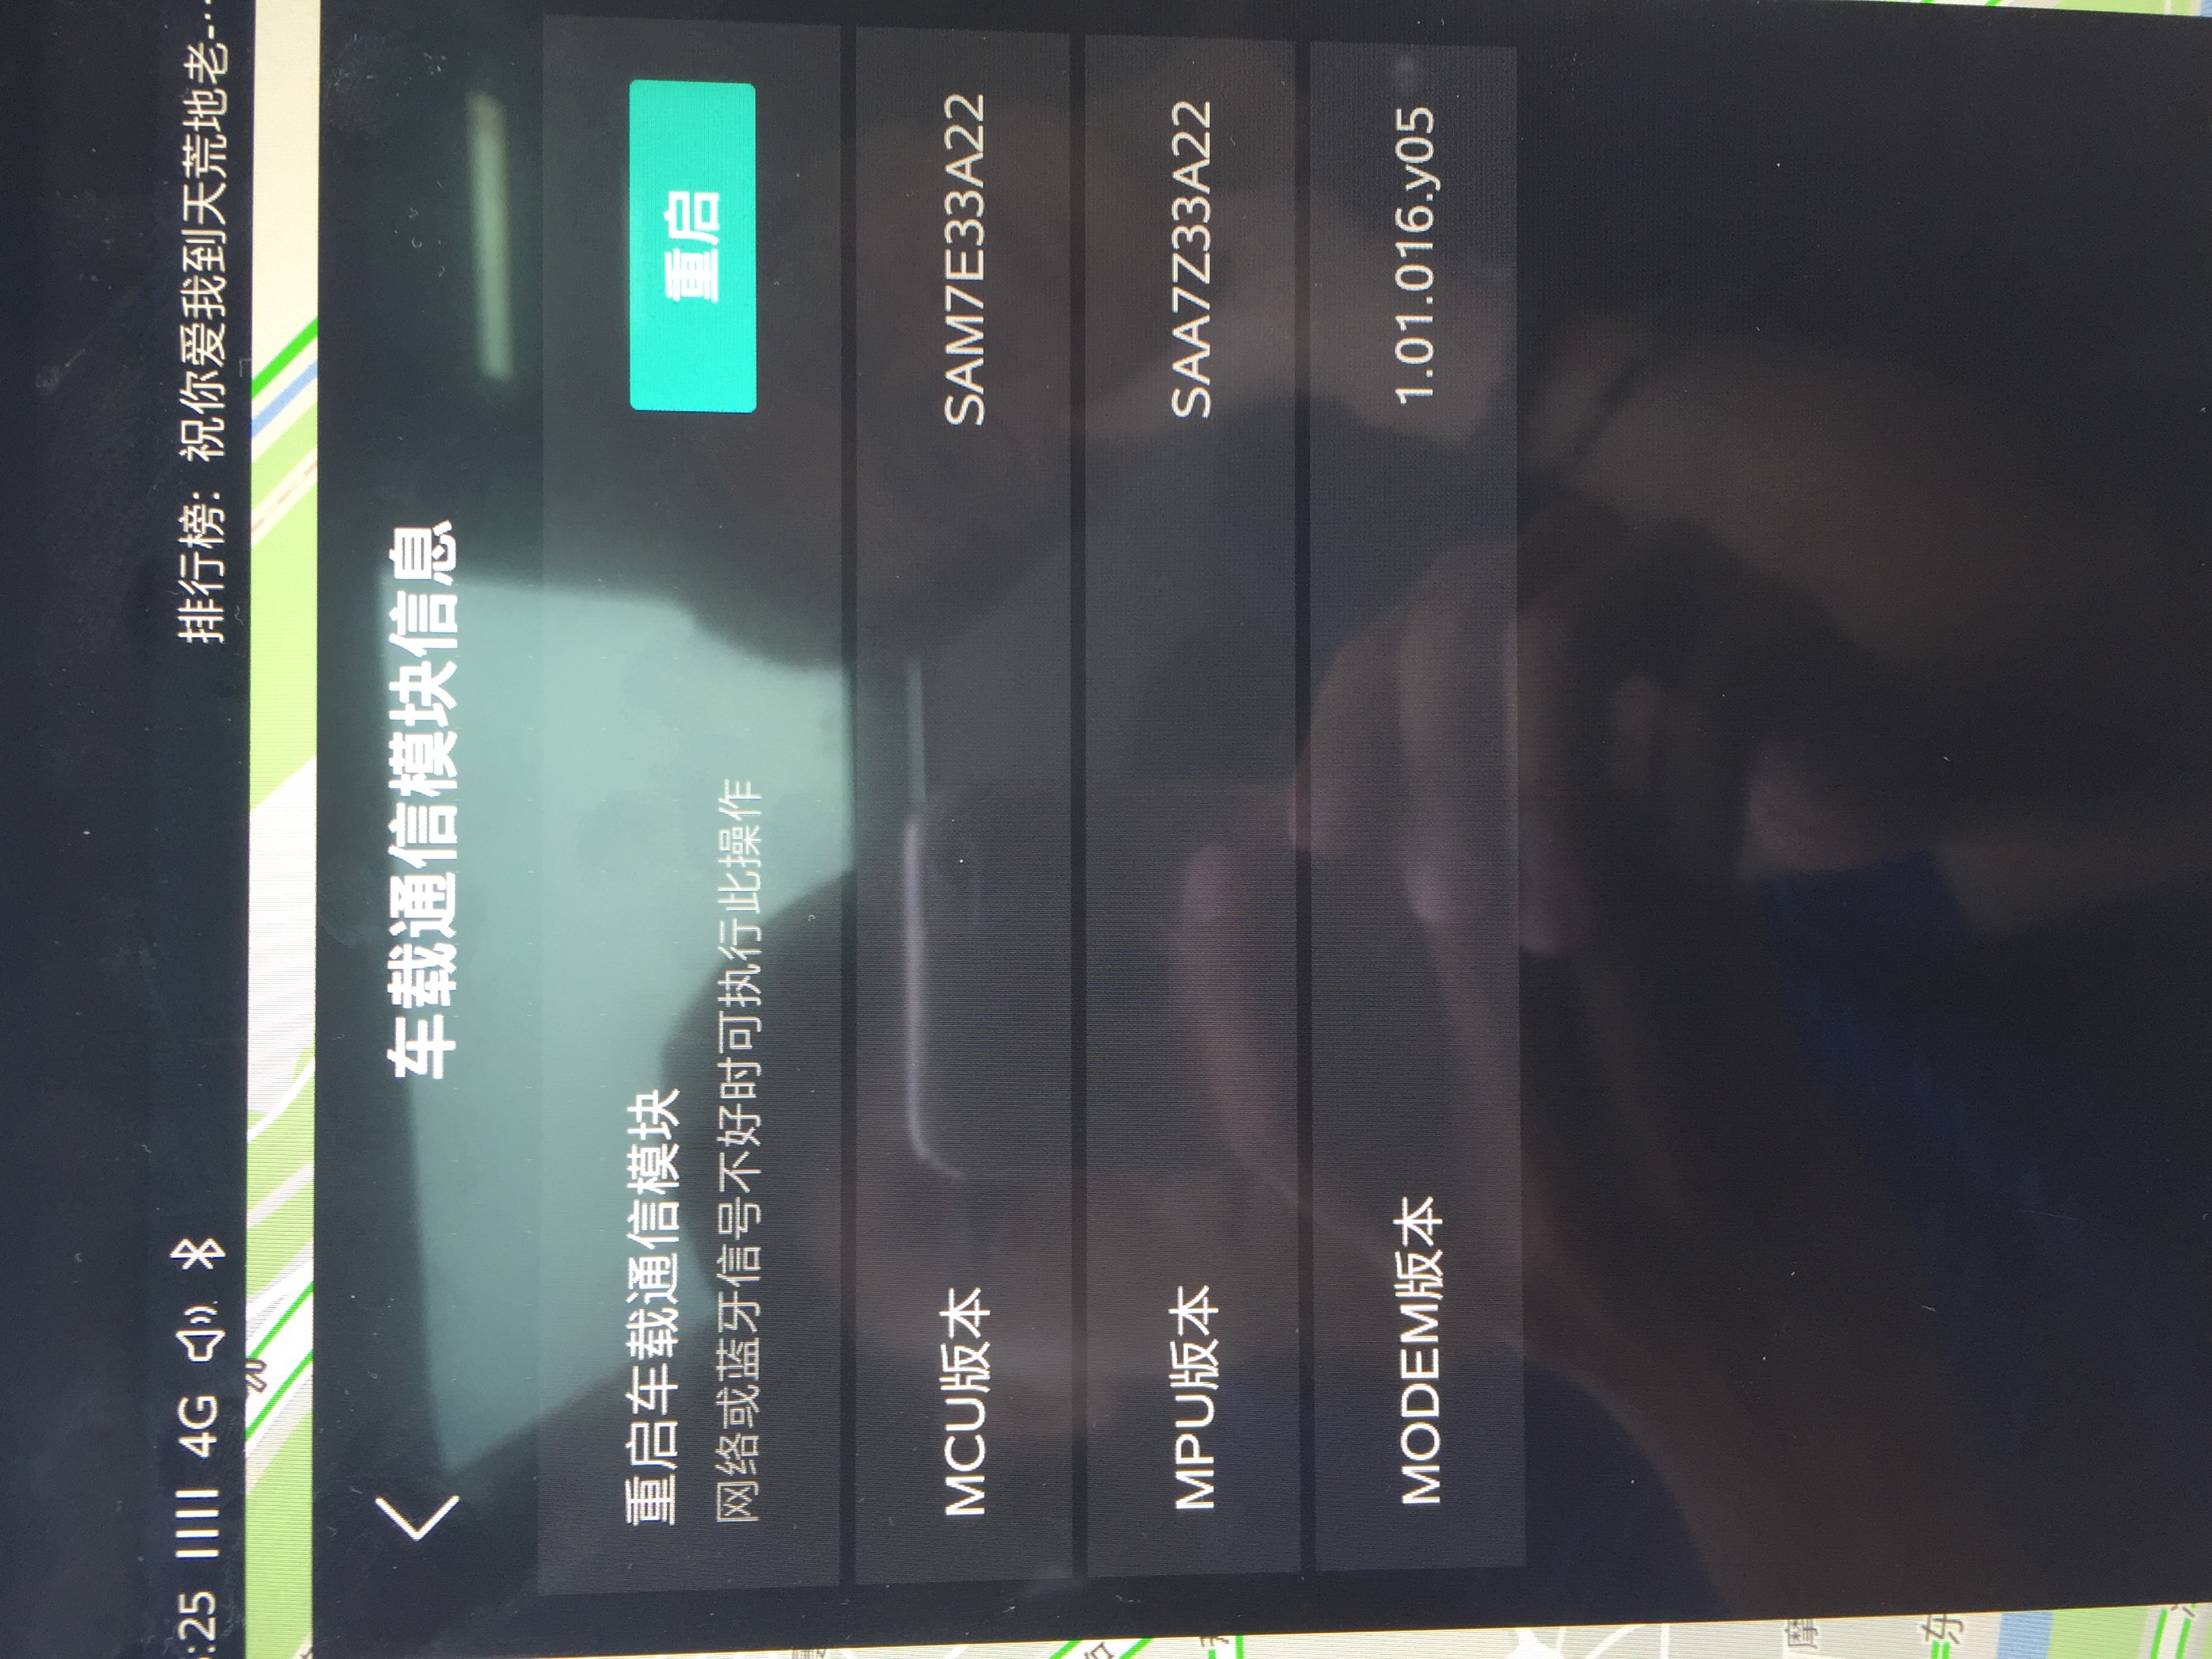 :25 4G 排行榜: 祝你爱我到天荒地老-··
车载通信模块信息
重启车载通信模块
重启
网络或蓝牙信号不好时可执行此操作
MCU版本 SAM7E33A22
MPU版本 SAA7Z33A22
MODEM版本 1.01.016.y05
摩
东